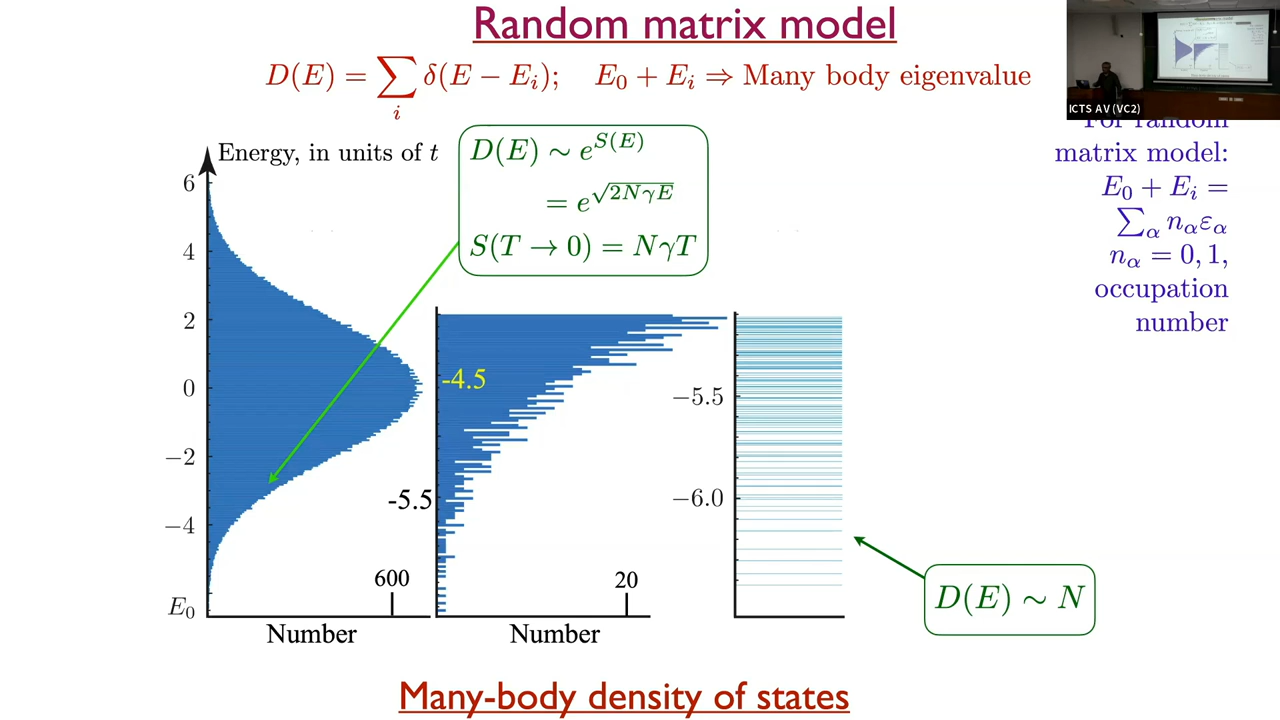 Random matrix model
D(E) = ∑_i δ(E − E_i); E_0 + E_i ⇒ Many body eigenvalue
ICTS AV (VC2)
For random
matrix model:
E_0 + E_i =
∑_α n_α ε_α
n_α = 0, 1,
occupation
number
Energy, in units of t
D(E) ∼ e^{S(E)}
= e^{√(2NγE)}
S(T → 0) = NγT
6
4
2
0
−2
−4
E_0
600
Number
-4.5
-5.5
20
Number
−5.5
−6.0
D(E) ∼ N
Many-body density of states